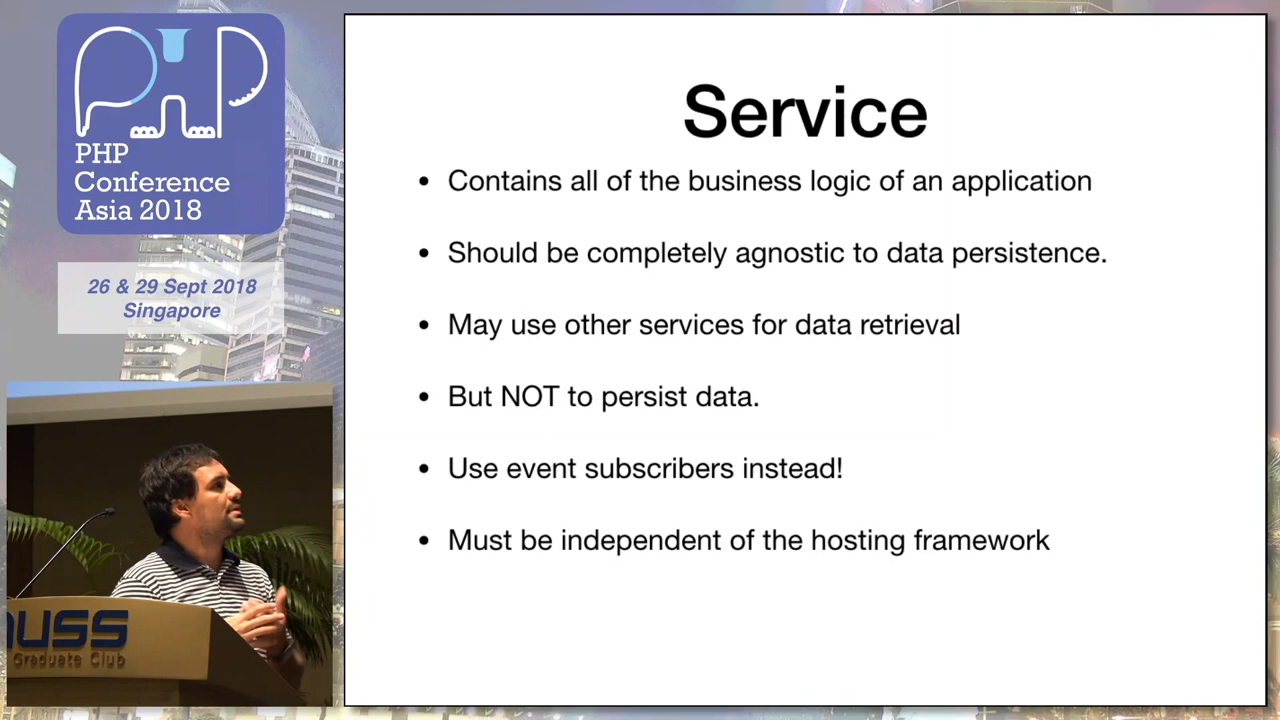 PHP
Conference
Asia 2018
26 & 29 Sept 2018
Singapore
Service
• Contains all of the business logic of an application
• Should be completely agnostic to data persistence.
• May use other services for data retrieval
• But NOT to persist data.
• Use event subscribers instead!
• Must be independent of the hosting framework
nuss
Graduate Club